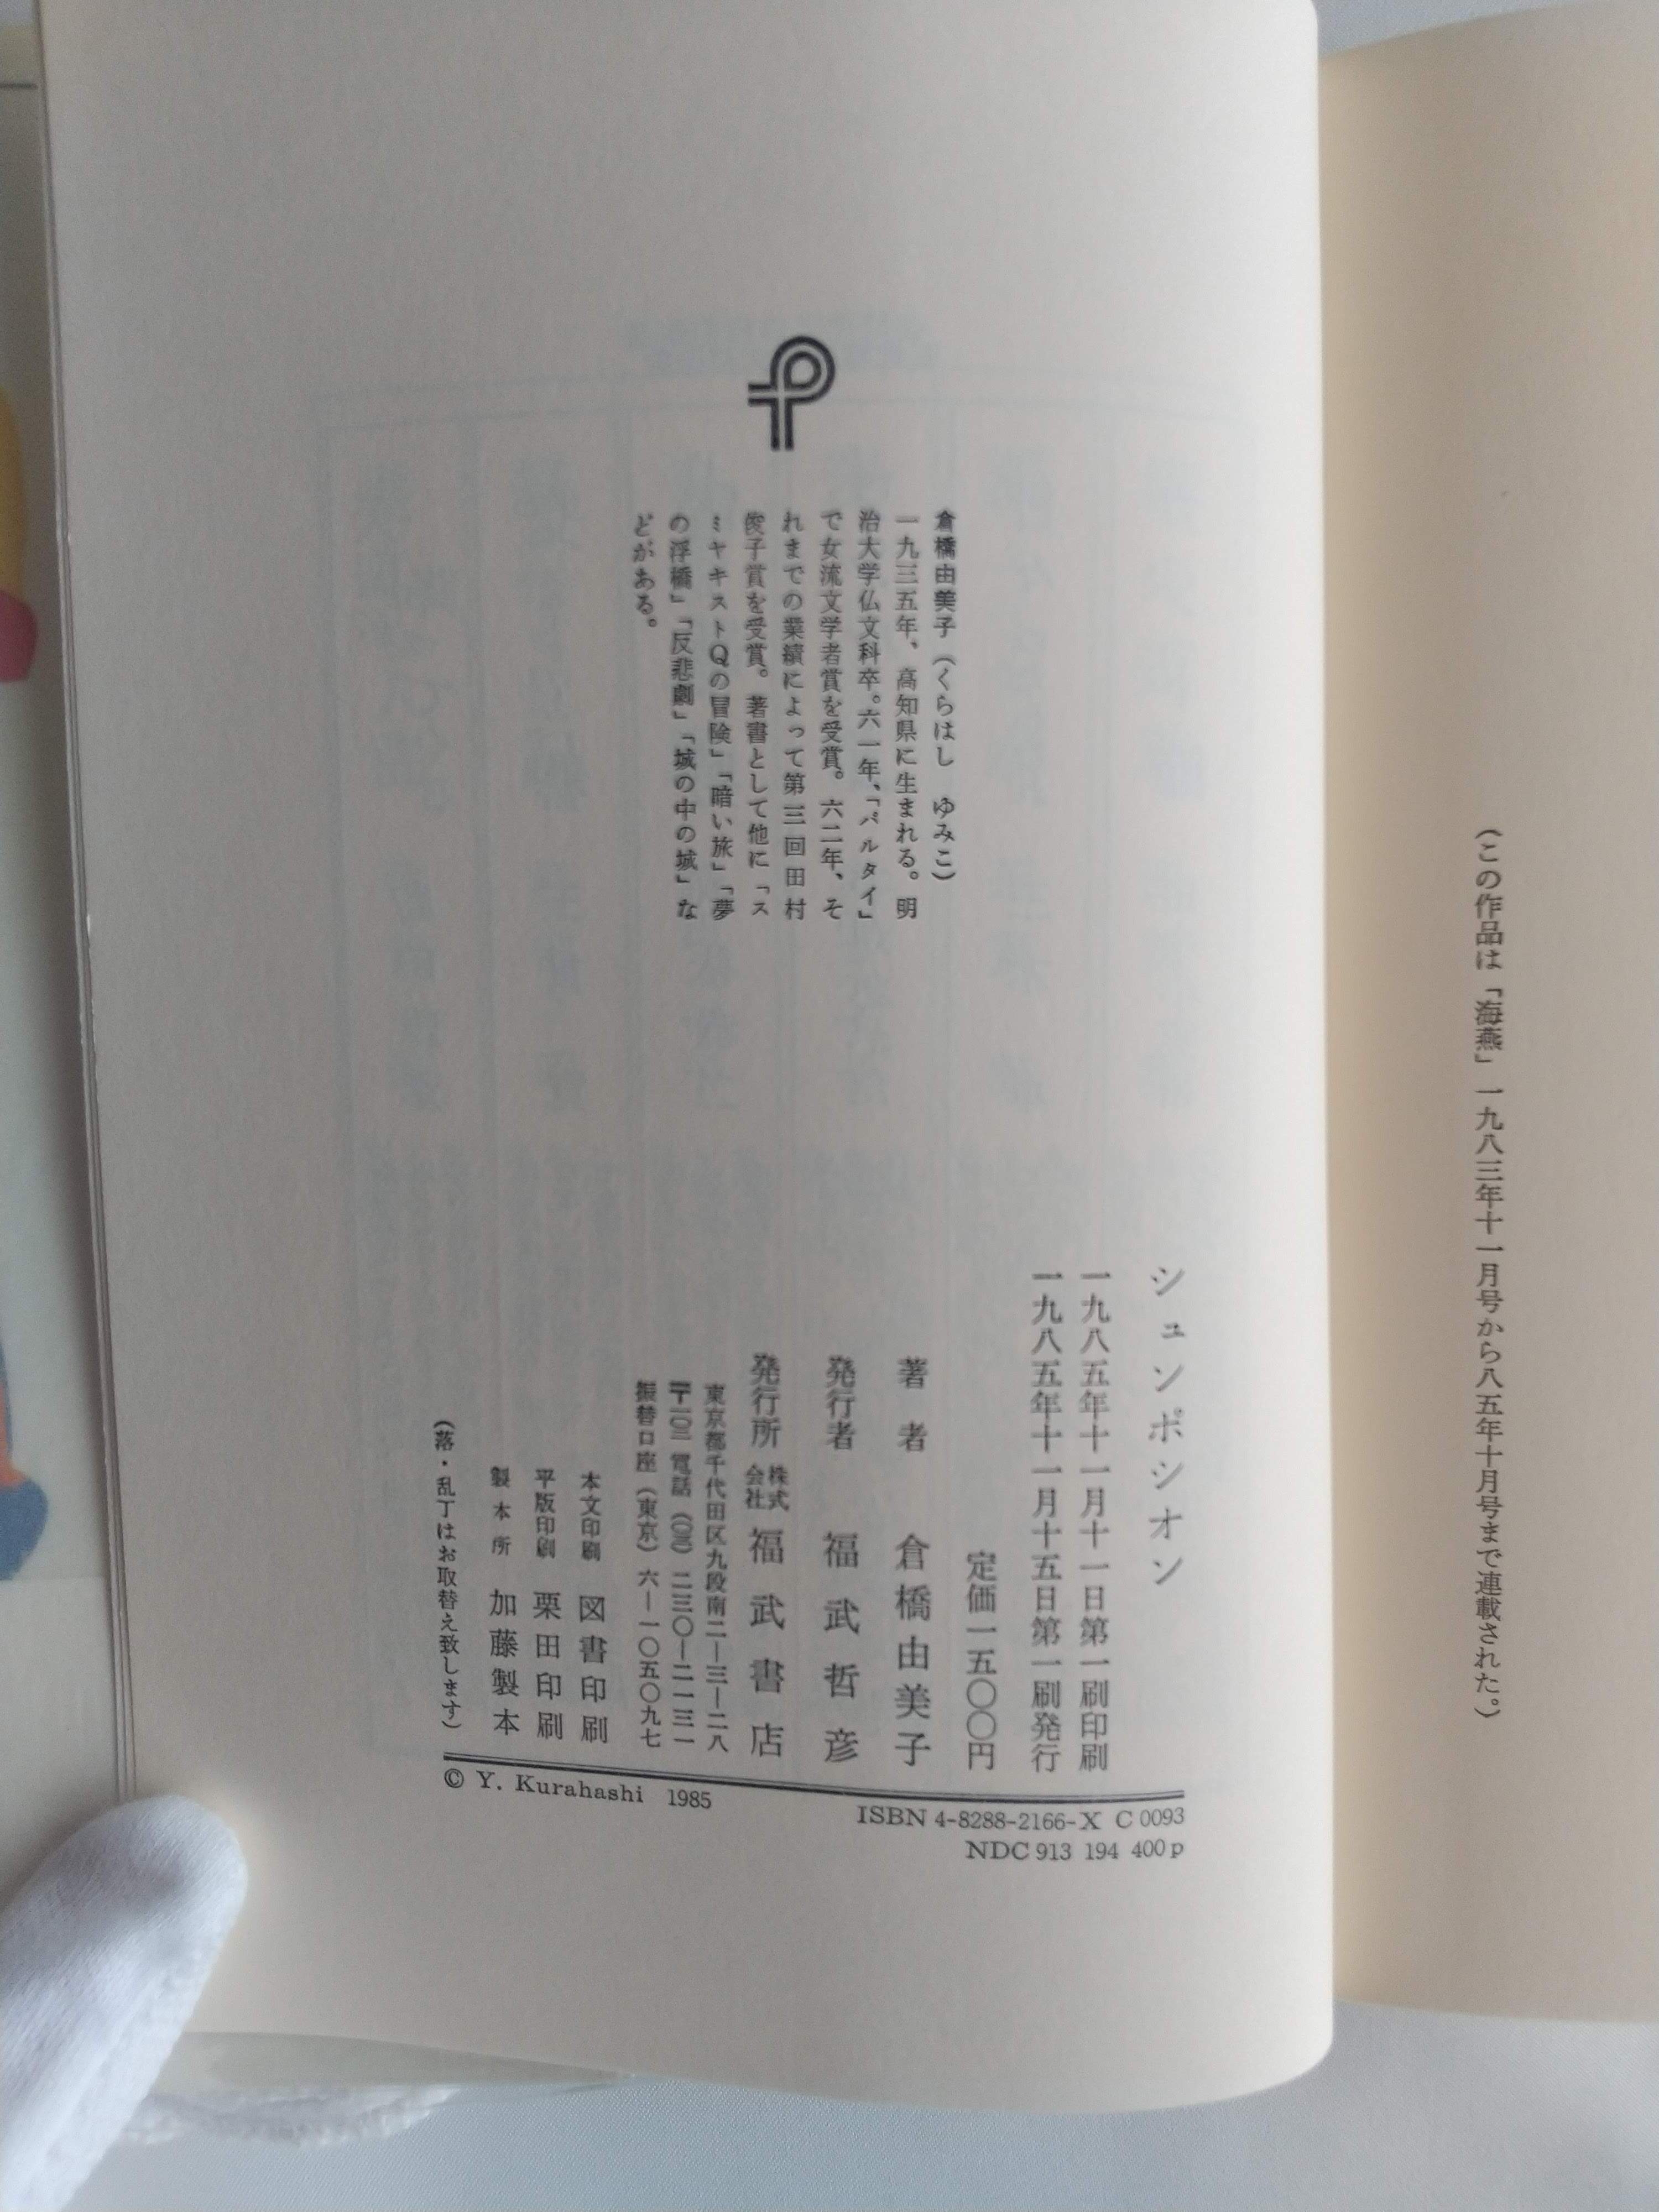 (この作品は「海燕」一九八三年十一月号から八五年十月号まで連載された。)
倉橋由美子(くらはし ゆみこ)
一九三五年、高知県に生まれる。明
治大学仏文科卒。六一年、「パルタイ」
で女流文学者賞を受賞。六二年、そ
れまでの業績によって第三回田村
俊子賞を受賞。著書として他に「ス
ミヤキストQの冒険」「暗い旅」「夢
の浮橋」「反悲劇」「城の中の城」な
どがある。
シュンポシオン
一九八五年十一月十一日第一刷印刷
一九八五年十一月十五日第一刷発行
定価一五〇〇円
著者 倉橋由美子
発行者 福武哲彦
発行所 株式会社 福武書店
東京都千代田区九段南二―三―二八
〒一〇二 電話(〇三)二三〇―二一三一
振替口座(東京)六―一〇五〇九七
本文印刷 図書印刷
平版印刷 栗田印刷
製本所 加藤製本
(落・乱丁はお取替え致します)
© Y. Kurahashi 1985
ISBN 4-8288-2166-X C 0093
NDC 913 194 400 p